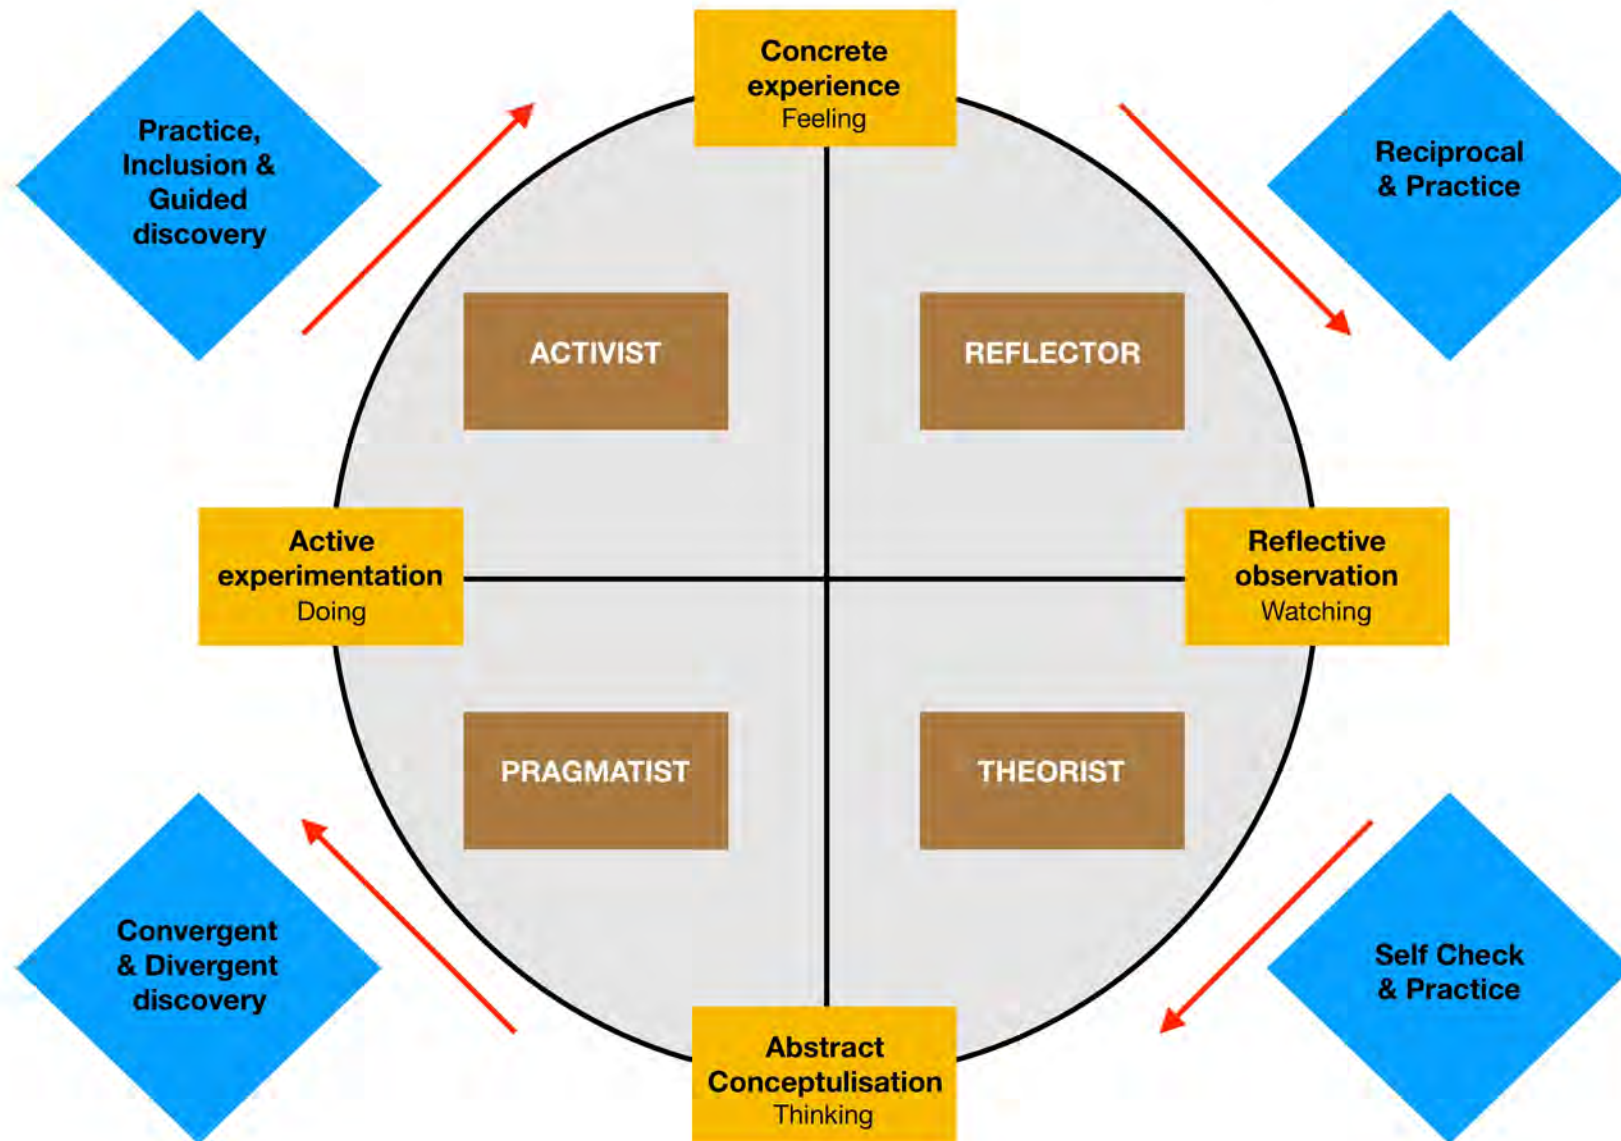 Concrete
experience
Feeling
Practice,
Inclusion &
Guided
discovery
Reciprocal
& Practice
ACTIVIST
REFLECTOR
Active
experimentation
Doing
Reflective
observation
Watching
PRAGMATIST
THEORIST
Convergent
& Divergent
discovery
Self Check
& Practice
Abstract
Conceptulisation
Thinking